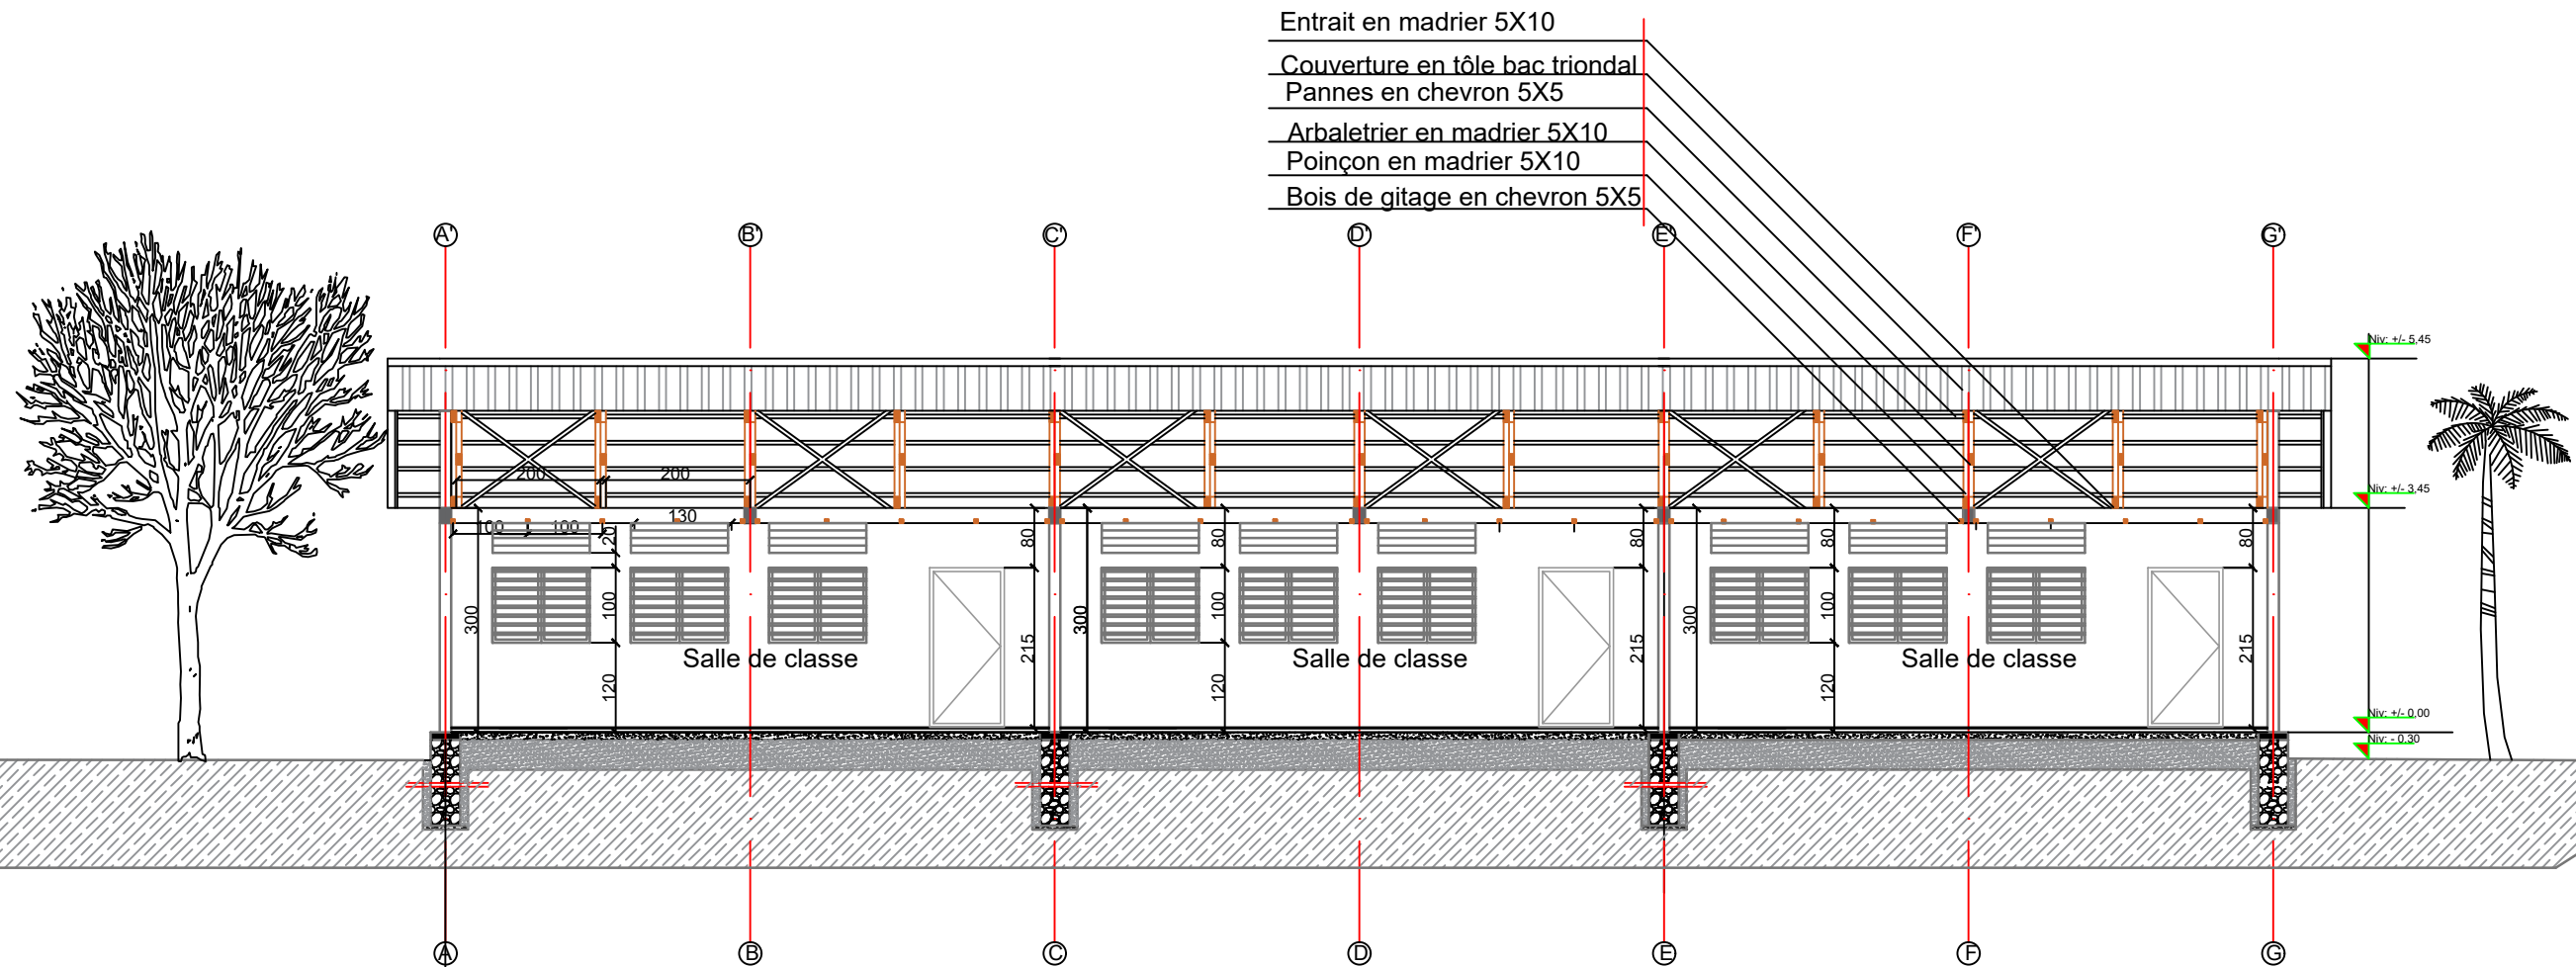 Entrait en madrier 5X10
Couverture en tôle bac triondal
Pannes en chevron 5X5
Arbaletrier en madrier 5X10
Poinçon en madrier 5X10
Bois de gitage en chevron 5X5
A' B' C' D' E' F' G'
Niv: +/- 5.45
200 200
Niv: +/- 3.45
100 100 130
20 80 80 80 80 80
300 100 300 100 300 100
215 215 215
Salle de classe Salle de classe Salle de classe
120 120 120
Niv: +/- 0.00
Niv: - 0.30
A B C D E F G